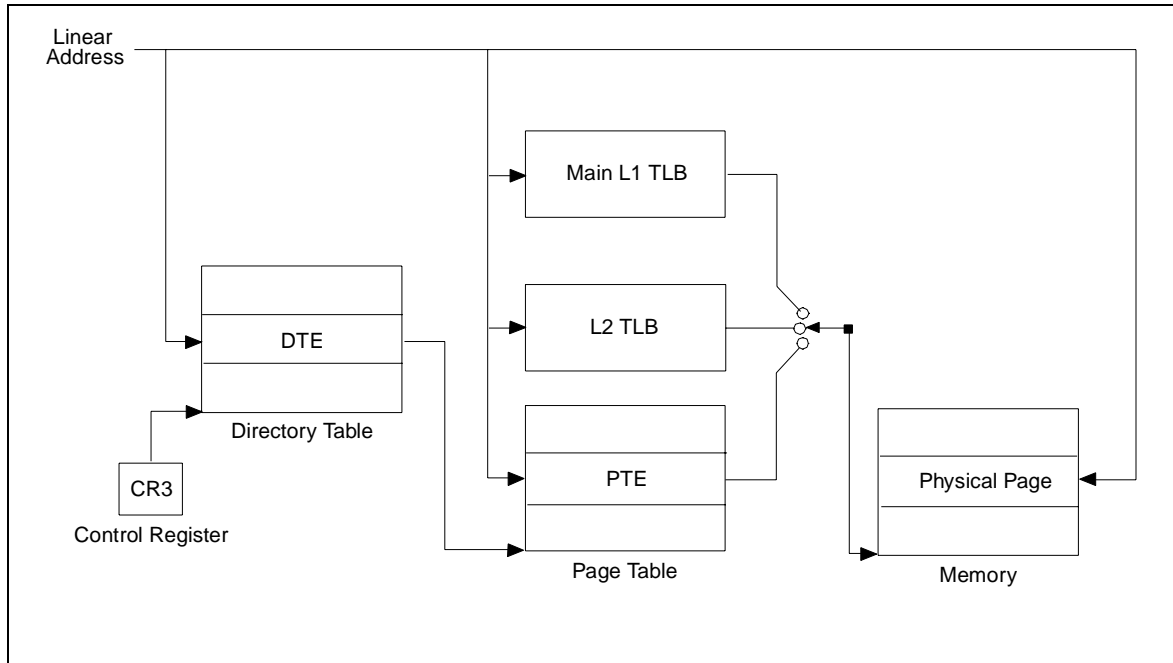 Linear
Address
Main L1 TLB
L2 TLB
DTE
Directory Table
CR3
Control Register
PTE
Page Table
Physical Page
Memory